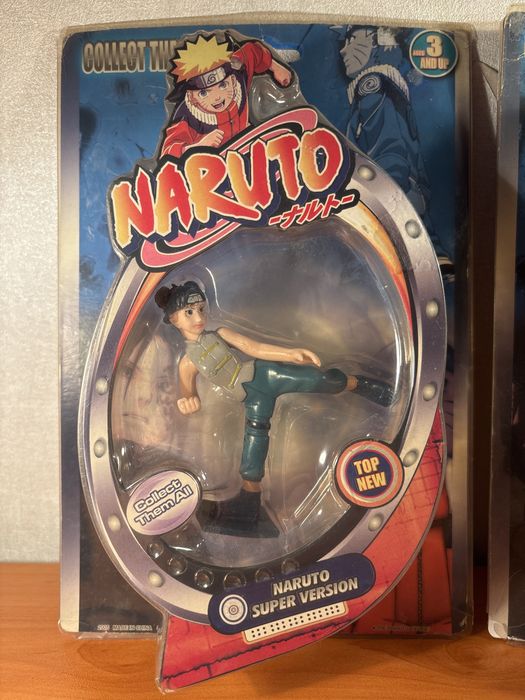 COLLECT TH
AGES
3
AND UP
NARUTO
-ナルト-
TOP
NEW
Collect
Them All
NARUTO
SUPER VERSION
MADE IN CHINA